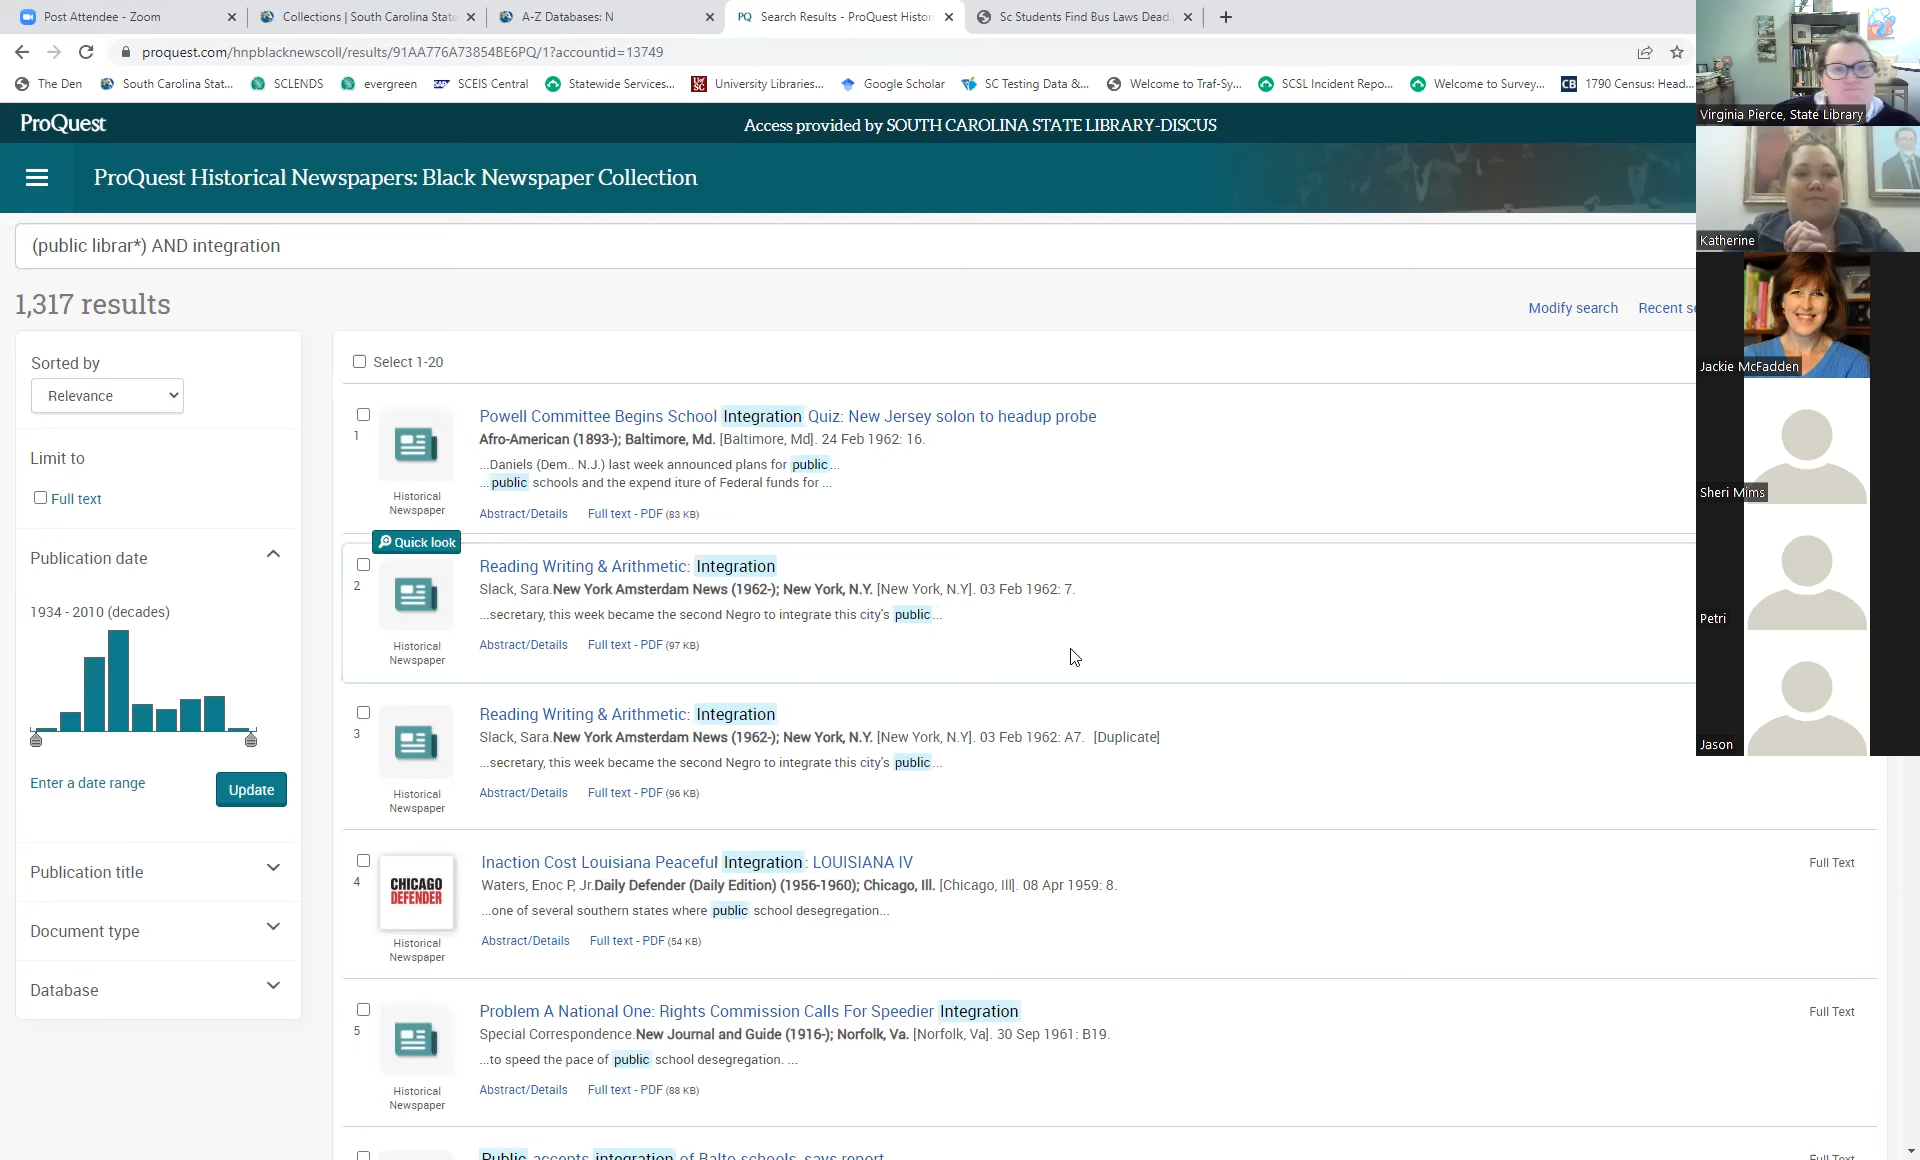 Post Attendee - Zoom
Collections | South Carolina State
A-Z Databases: N
PQ Search Results - ProQuest Histor
Sc Students Find Bus Laws Dead
proquest.com/hnpblacknewscoll/results/91AA776A73854BE6PQ/1?accountid=13749
The Den
South Carolina Stat...
SCLENDS
evergreen
SCEIS Central
Statewide Services...
University Libraries...
Google Scholar
SC Testing Data &...
Welcome to Traf-Sy...
SCSL Incident Repo...
Welcome to Survey...
CB 1790 Census: Head...
ProQuest
Access provided by SOUTH CAROLINA STATE LIBRARY-DISCUS
ProQuest Historical Newspapers: Black Newspaper Collection
(public librar*) AND integration
1,317 results
Modify search
Recent se
Sorted by
Relevance
Limit to
Full text
Publication date
1934 - 2010 (decades)
Enter a date range
Update
Publication title
Document type
Database
Select 1-20
1
Powell Committee Begins School Integration Quiz: New Jersey solon to headup probe
Afro-American (1893-); Baltimore, Md. [Baltimore, Md]. 24 Feb 1962: 16.
...Daniels (Dem.. N.J.) last week announced plans for public...
...public schools and the expend iture of Federal funds for ...
Historical
Newspaper
Abstract/Details Full text - PDF (83 KB)
Quick look
2
Reading Writing & Arithmetic: Integration
Slack, Sara.New York Amsterdam News (1962-); New York, N.Y. [New York, N.Y]. 03 Feb 1962: 7.
...secretary, this week became the second Negro to integrate this city's public...
Abstract/Details Full text - PDF (97 KB)
Historical
Newspaper
3
Reading Writing & Arithmetic: Integration
Slack, Sara.New York Amsterdam News (1962-); New York, N.Y. [New York, N.Y]. 03 Feb 1962: A7. [Duplicate]
...secretary, this week became the second Negro to integrate this city's public...
Abstract/Details Full text - PDF (96 KB)
Historical
Newspaper
4
CHICAGO
DEFENDER
Inaction Cost Louisiana Peaceful Integration: LOUISIANA IV
Full Text
Waters, Enoc P, Jr.Daily Defender (Daily Edition) (1956-1960); Chicago, Ill. [Chicago, Ill]. 08 Apr 1959: 8.
...one of several southern states where public school desegregation...
Abstract/Details Full text - PDF (54 KB)
Historical
Newspaper
5
Problem A National One: Rights Commission Calls For Speedier Integration
Full Text
Special Correspondence.New Journal and Guide (1916-); Norfolk, Va. [Norfolk, Va]. 30 Sep 1961: B19.
...to speed the pace of public school desegregation. ...
Abstract/Details Full text - PDF (88 KB)
Historical
Newspaper
Public accepts integration of Balto schools, says report
Full Text
Virginia Pierce, State Library
Katherine
Jackie McFadden
Sheri Mims
Petri
Jason